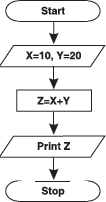 Start
X=10, Y=20
Z=X+Y
Print Z
Stop